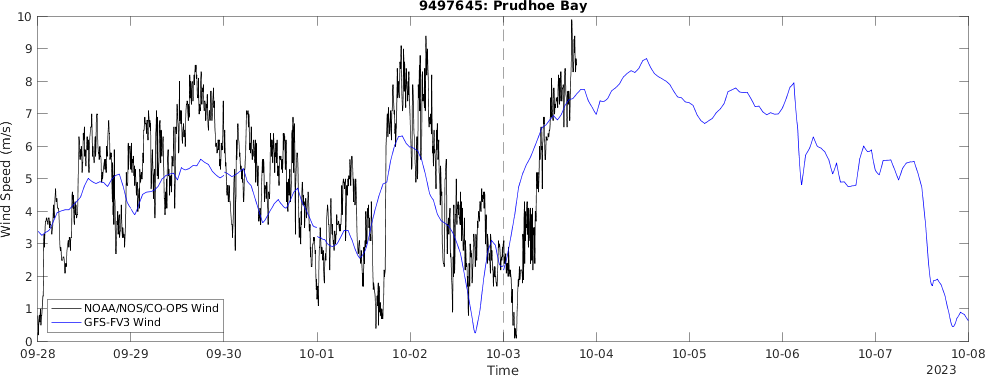 9497645: Prudhoe Bay
Wind Speed (m/s)
10
9
8
7
6
5
4
3
2
1
0
NOAA/NOS/CO-OPS Wind
GFS-FV3 Wind
09-28 09-29 09-30 10-01 10-02 10-03 10-04 10-05 10-06 10-07 10-08
Time
2023